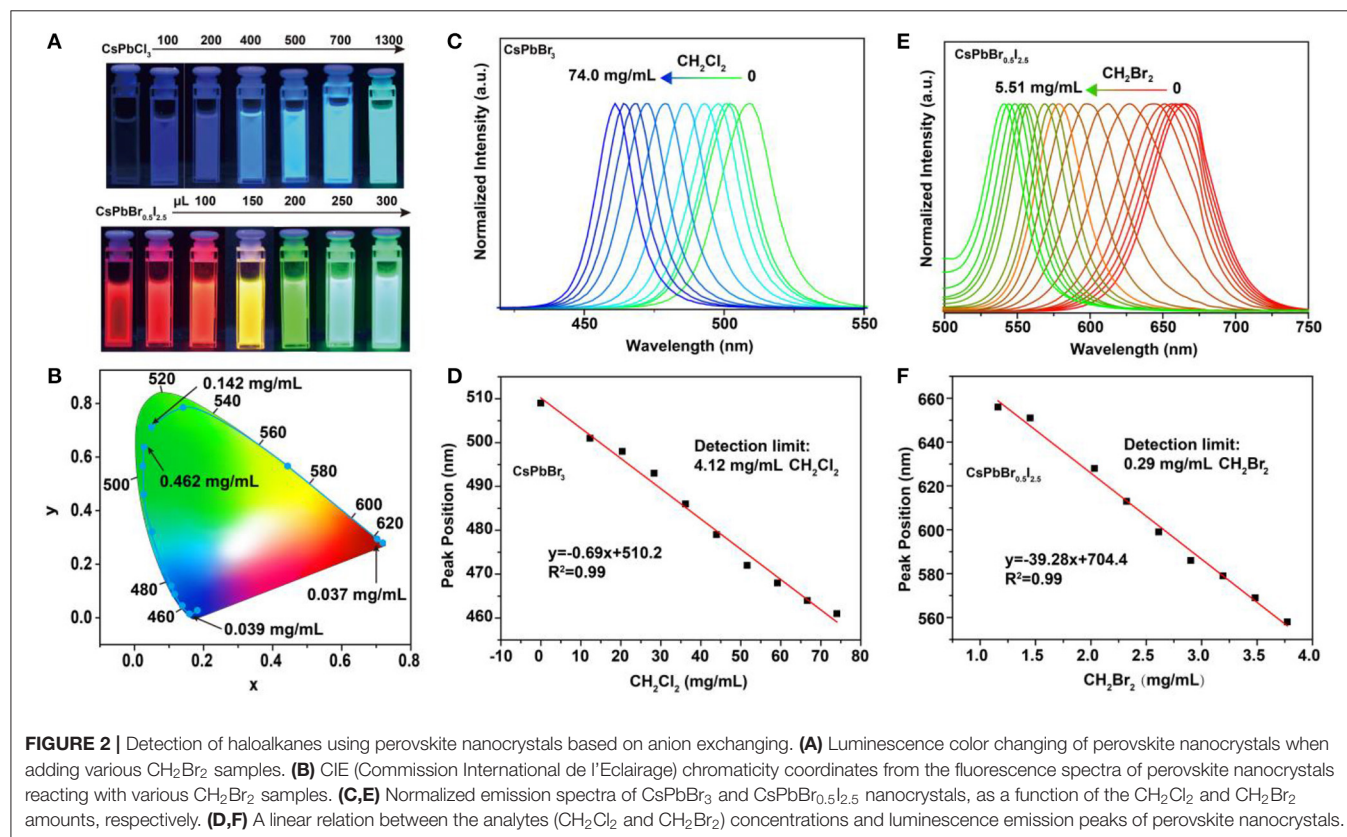 A
CsPbCl3 100 200 400 500 700 1300
CsPbBr0.5I2.5 μL 100 150 200 250 300
B
0.8
0.6
0.4
0.2
0.0
y
0.0 0.2 0.4 0.6 0.8
x
520
540
560
580
600
620
500
480
460
0.142 mg/mL
0.462 mg/mL
0.037 mg/mL
0.039 mg/mL
C
CsPbBr3
CH2Cl2
74.0 mg/mL 0
Normalized Intensity (a.u.)
450 500 550
Wavelength (nm)
D
510
500
490
480
470
460
Peak Position (nm)
CsPbBr3
Detection limit:
4.12 mg/mL CH2Cl2
y=-0.69x+510.2
R2=0.99
-10 0 10 20 30 40 50 60 70 80
CH2Cl2 (mg/mL)
E
CsPbBr0.5I2.5
CH2Br2
5.51 mg/mL 0
Normalized Intensity (a.u.)
500 550 600 650 700 750
Wavelength (nm)
F
660
640
620
600
580
560
Peak Position (nm)
CsPbBr0.5I2.5
Detection limit:
0.29 mg/mL CH2Br2
y=-39.28x+704.4
R2=0.99
1.0 1.5 2.0 2.5 3.0 3.5 4.0
CH2Br2 (mg/mL)
FIGURE 2 | Detection of haloalkanes using perovskite nanocrystals based on anion exchanging. (A) Luminescence color changing of perovskite nanocrystals when
adding various CH2Br2 samples. (B) CIE (Commission International de l'Eclairage) chromaticity coordinates from the fluorescence spectra of perovskite nanocrystals
reacting with various CH2Br2 samples. (C,E) Normalized emission spectra of CsPbBr3 and CsPbBr0.5I2.5 nanocrystals, as a function of the CH2Cl2 and CH2Br2
amounts, respectively. (D,F) A linear relation between the analytes (CH2Cl2 and CH2Br2) concentrations and luminescence emission peaks of perovskite nanocrystals.